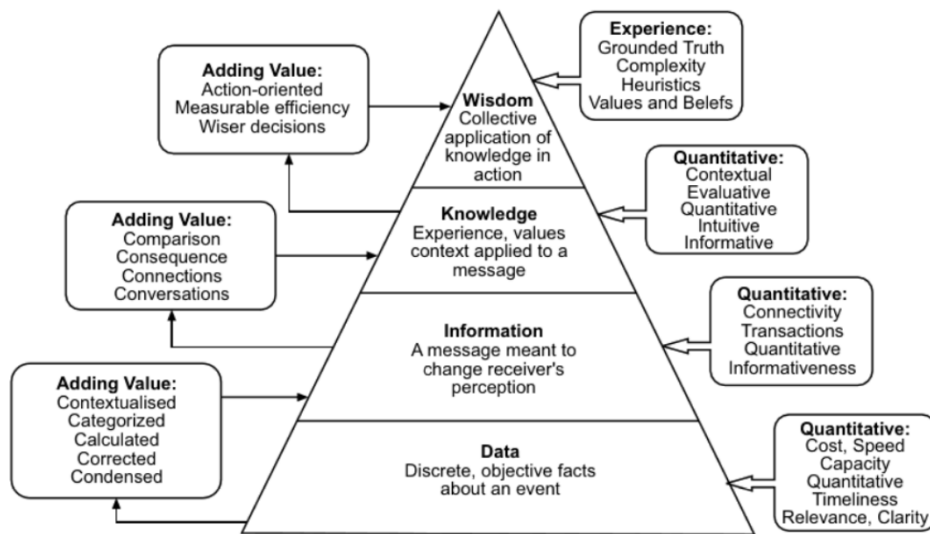 Experience:
Grounded Truth
Complexity
Heuristics
Values and Beliefs
Adding Value:
Action-oriented
Measurable efficiency
Wiser decisions
Wisdom
Collective
application of
knowledge in
action
Quantitative:
Contextual
Evaluative
Quantitative
Intuitive
Informative
Adding Value:
Comparison
Consequence
Connections
Conversations
Knowledge
Experience, values
context applied to a
message
Quantitative:
Connectivity
Transactions
Quantitative
Informativeness
Information
A message meant to
change receiver's
perception
Adding Value:
Contextualised
Categorized
Calculated
Corrected
Condensed
Quantitative:
Cost, Speed
Capacity
Quantitative
Timeliness
Relevance, Clarity
Data
Discrete, objective facts
about an event